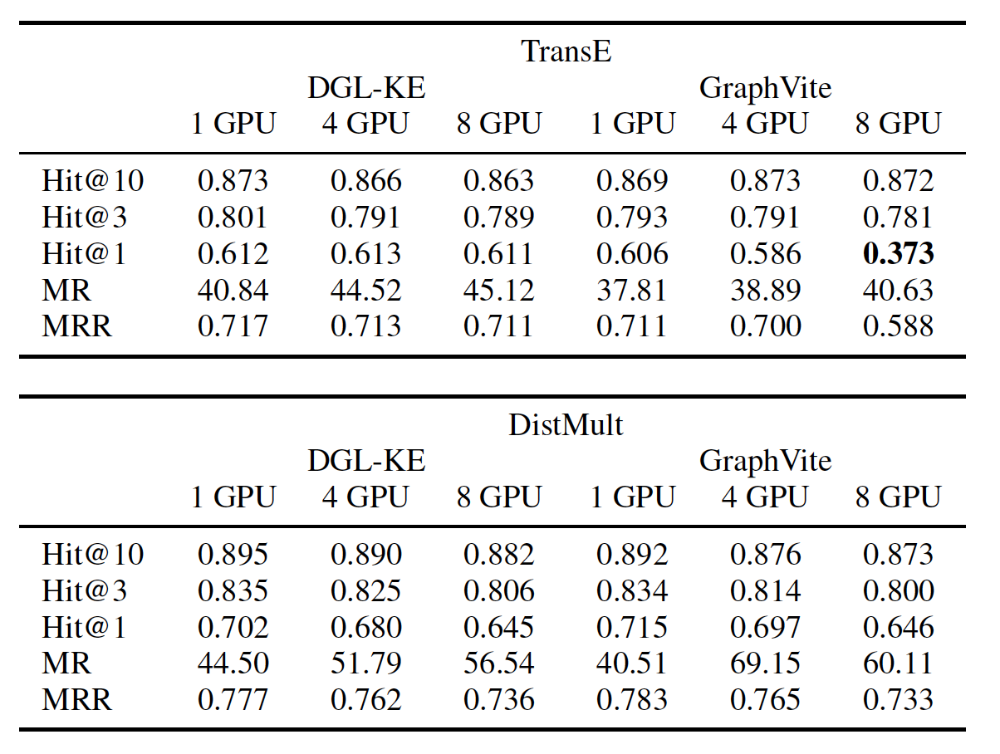 TransE
DGL-KE GraphVite
1 GPU 4 GPU 8 GPU 1 GPU 4 GPU 8 GPU
Hit@10 0.873 0.866 0.863 0.869 0.873 0.872
Hit@3 0.801 0.791 0.789 0.793 0.791 0.781
Hit@1 0.612 0.613 0.611 0.606 0.586 0.373
MR 40.84 44.52 45.12 37.81 38.89 40.63
MRR 0.717 0.713 0.711 0.711 0.700 0.588
DistMult
DGL-KE GraphVite
1 GPU 4 GPU 8 GPU 1 GPU 4 GPU 8 GPU
Hit@10 0.895 0.890 0.882 0.892 0.876 0.873
Hit@3 0.835 0.825 0.806 0.834 0.814 0.800
Hit@1 0.702 0.680 0.645 0.715 0.697 0.646
MR 44.50 51.79 56.54 40.51 69.15 60.11
MRR 0.777 0.762 0.736 0.783 0.765 0.733